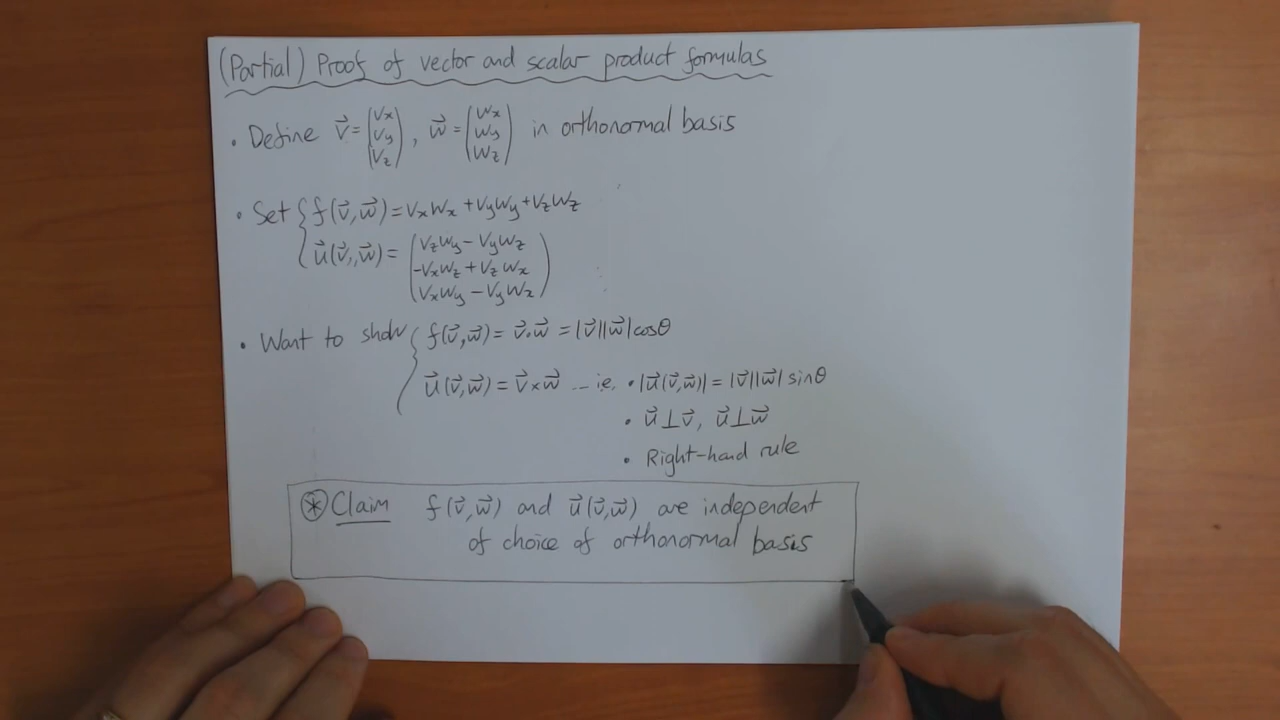 (Partial) Proof of vector and scalar product formulas
• Define v⃗ = (vx vy vz), w⃗ = (wx wy wz) in orthonormal basis
• Set { f(v⃗,w⃗) = vxwx + vywy + vzwz
u⃗(v⃗,w⃗) = (vzwy - vywz
-vxwz + vzwx
vxwy - vywx)
• Want to show { f(v⃗,w⃗) = v⃗·w⃗ = |v⃗||w⃗|cosθ
u⃗(v⃗,w⃗) = v⃗×w⃗ ... i.e. • |u⃗(v⃗,w⃗)| = |v⃗||w⃗| sinθ
• u⃗⊥v⃗, u⃗⊥w⃗
• Right-hand rule
⊛ Claim f(v⃗,w⃗) and u⃗(v⃗,w⃗) are independent
of choice of orthonormal basis